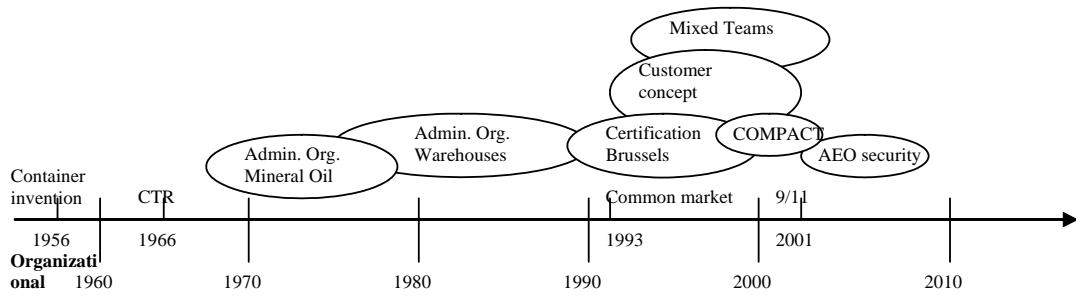 Mixed Teams
Customer
concept
Admin. Org.
Warehouses
Certification
Brussels
COMPACT
Admin. Org.
Mineral Oil
AEO security
Container
invention
CTR
Common market
9/11
1956
1966
1993
2001
Organizati
onal
1960
1970
1980
1990
2000
2010